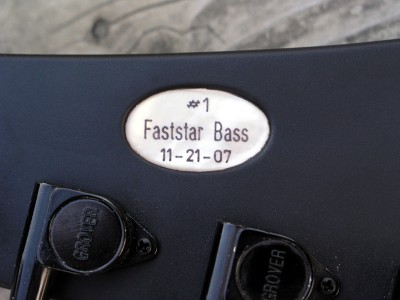 #1
Faststar Bass
11-21-07
GROVER
GROVER